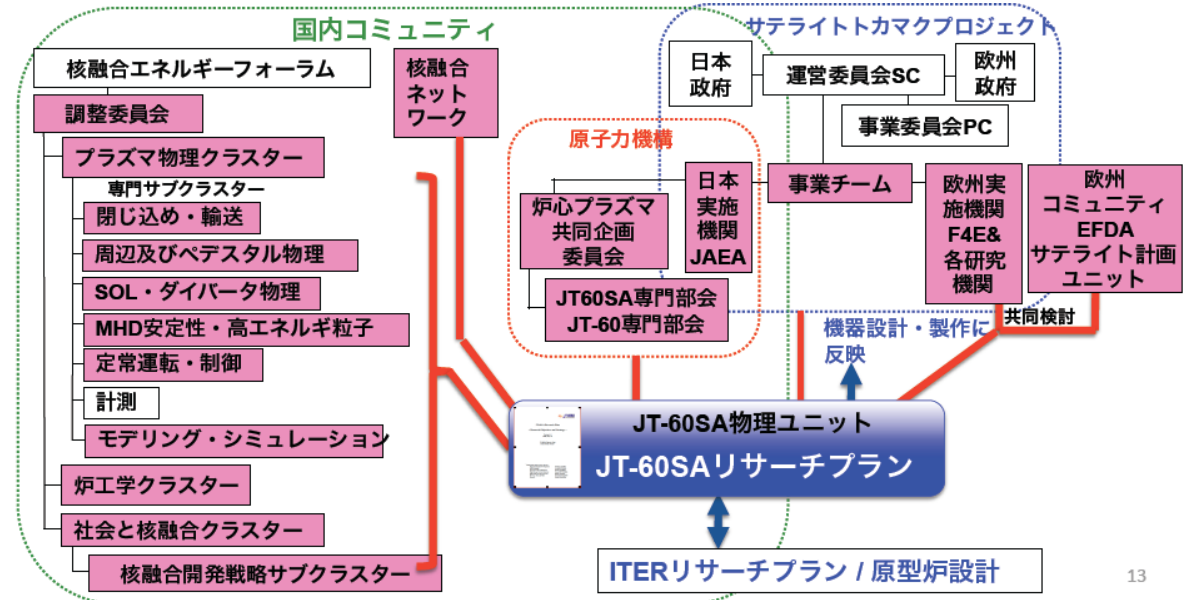 国内コミュニティ
サテライトトカマクプロジェクト
核融合エネルギーフォーラム
調整委員会
プラズマ物理クラスター
専門サブクラスター
閉じ込め・輸送
周辺及びペデスタル物理
SOL・ダイバータ物理
MHD安定性・高エネルギ粒子
定常運転・制御
計測
モデリング・シミュレーション
炉工学クラスター
社会と核融合クラスター
核融合開発戦略サブクラスター
核融合
ネット
ワーク
日本
政府
運営委員会SC
欧州
政府
事業委員会PC
原子力機構
炉心プラズマ
共同企画
委員会
日本
実施
機関
JAEA
事業チーム
欧州実
施機関
F4E&
各研究
機関
欧州
コミュニティ
EFDA
サテライト計画
ユニット
JT60SA専門部会
JT-60専門部会
共同検討
機器設計・製作に
反映
JT-60SA物理ユニット
JT-60SAリサーチプラン
ITERリサーチプラン / 原型炉設計
13